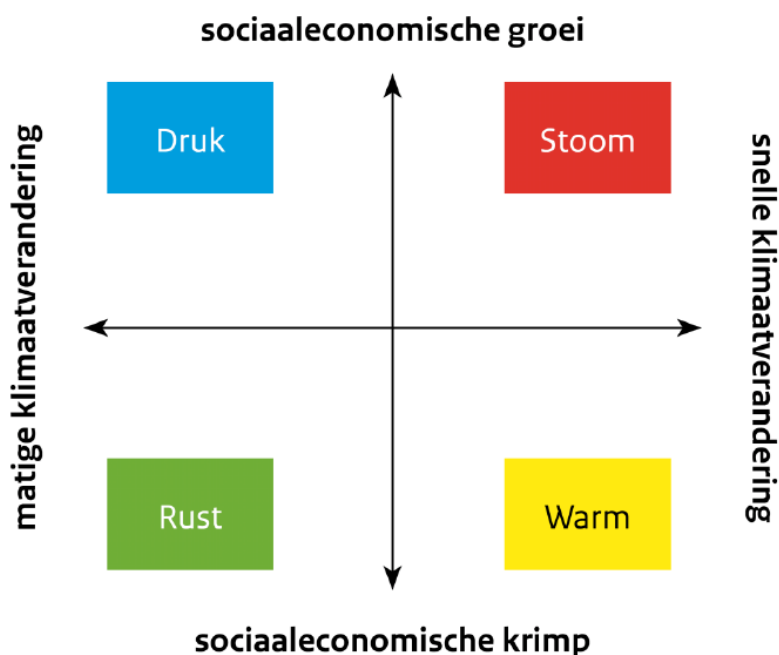 sociaaleconomische groei
Druk
Stoom
matige klimaatverandering
snelle klimaatverandering
Rust
Warm
sociaaleconomische krimp